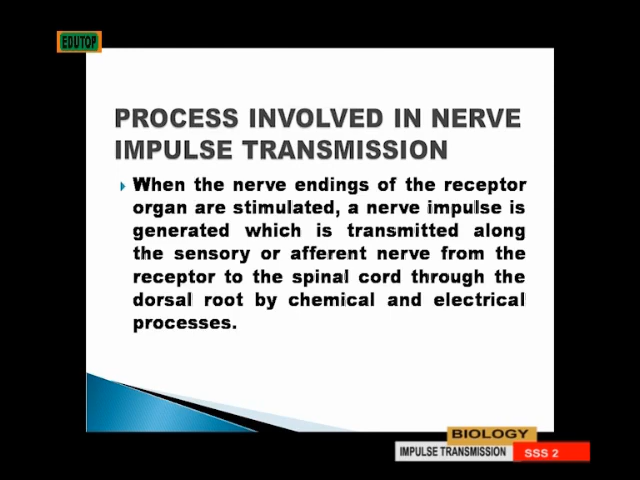 EDUTOP
PROCESS INVOLVED IN NERVE
IMPULSE TRANSMISSION
When the nerve endings of the receptor
organ are stimulated, a nerve impulse is
generated which is transmitted along
the sensory or afferent nerve from the
receptor to the spinal cord through the
dorsal root by chemical and electrical
processes.
BIOLOGY
IMPULSE TRANSMISSION SSS 2